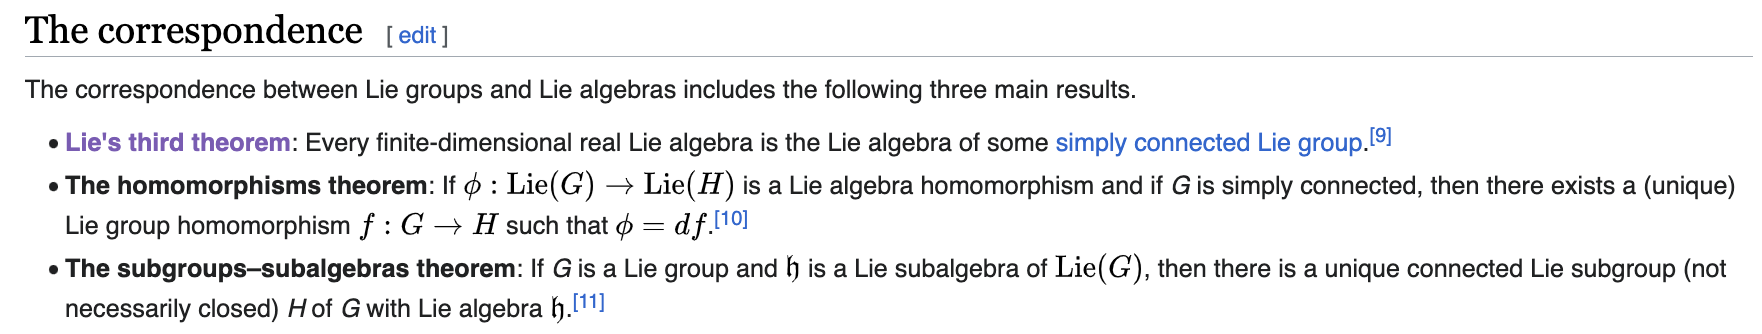 The correspondence [ edit ]
The correspondence between Lie groups and Lie algebras includes the following three main results.
• Lie's third theorem: Every finite-dimensional real Lie algebra is the Lie algebra of some simply connected Lie group.[9]
• The homomorphisms theorem: If ϕ : Lie(G) → Lie(H) is a Lie algebra homomorphism and if G is simply connected, then there exists a (unique)
Lie group homomorphism f : G → H such that ϕ = df.[10]
• The subgroups–subalgebras theorem: If G is a Lie group and 𝔥 is a Lie subalgebra of Lie(G), then there is a unique connected Lie subgroup (not
necessarily closed) H of G with Lie algebra 𝔥.[11]